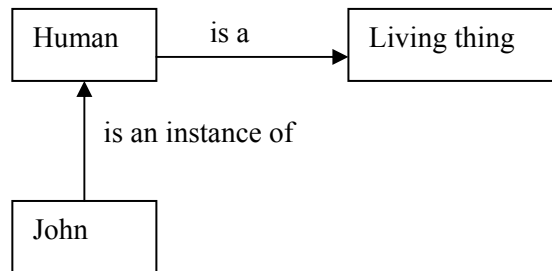 Human
is a
Living thing
is an instance of
John